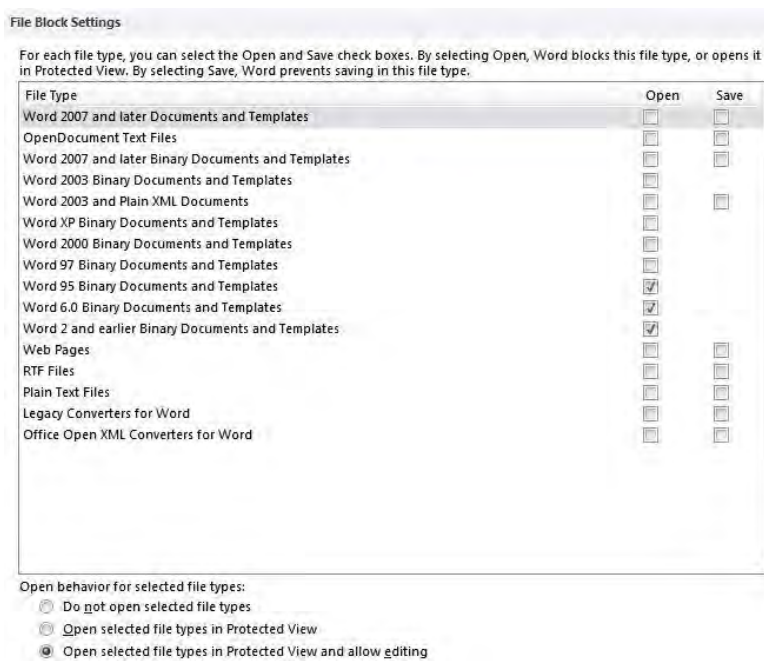 File Block Settings
For each file type, you can select the Open and Save check boxes. By selecting Open, Word blocks this file type, or opens it
in Protected View. By selecting Save, Word prevents saving in this file type.
File Type Open Save
Word 2007 and later Documents and Templates
OpenDocument Text Files
Word 2007 and later Binary Documents and Templates
Word 2003 Binary Documents and Templates
Word 2003 and Plain XML Documents
Word XP Binary Documents and Templates
Word 2000 Binary Documents and Templates
Word 97 Binary Documents and Templates
Word 95 Binary Documents and Templates
Word 6.0 Binary Documents and Templates
Word 2 and earlier Binary Documents and Templates
Web Pages
RTF Files
Plain Text Files
Legacy Converters for Word
Office Open XML Converters for Word
Open behavior for selected file types:
Do not open selected file types
Open selected file types in Protected View
Open selected file types in Protected View and allow editing